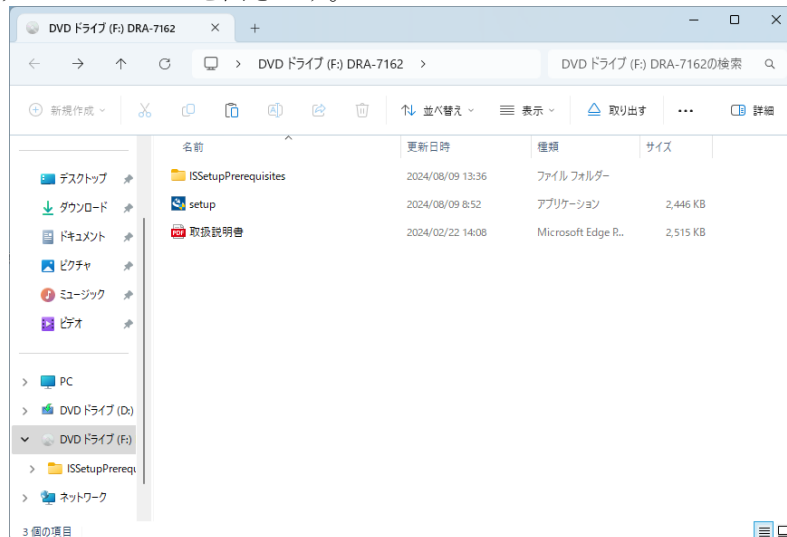 DVD ドライブ (F:) DRA-7162
DVD ドライブ (F:) DRA-7162
DVD ドライブ (F:) DRA-7162の検索
新規作成
並べ替え
表示
取り出す
詳細
名前
更新日時
種類
サイズ
ISSetupPrerequisites
2024/08/09 13:36
ファイル フォルダー
setup
2024/08/09 8:52
アプリケーション
2,446 KB
取扱説明書
2024/02/22 14:08
Microsoft Edge P...
2,515 KB
デスクトップ
ダウンロード
ドキュメント
ピクチャ
ミュージック
ビデオ
PC
DVD ドライブ (D:)
DVD ドライブ (F:)
ISSetupPrerequ
ネットワーク
3 個の項目